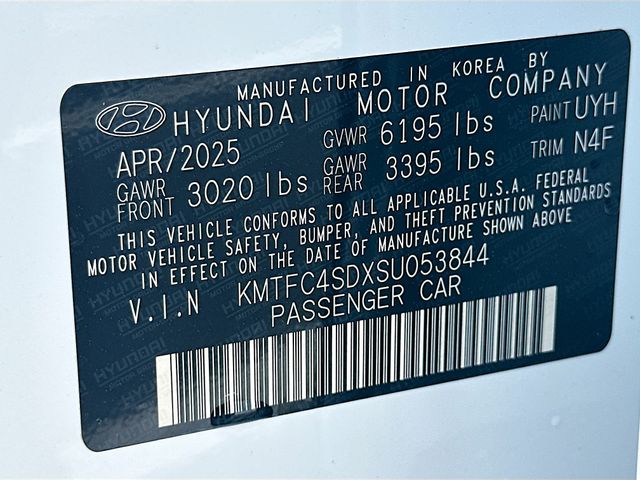 MANUFACTURED IN KOREA BY
HYUNDAI MOTOR COMPANY
APR/2025 GVWR 6195 lbs PAINT UYH
GAWR FRONT 3020 lbs GAWR REAR 3395 lbs TRIM N4F
THIS VEHICLE CONFORMS TO ALL APPLICABLE U.S.A. FEDERAL
MOTOR VEHICLE SAFETY, BUMPER, AND THEFT PREVENTION STANDARDS
IN EFFECT ON THE DATE OF MANUFACTURE SHOWN ABOVE
V.I.N KMTFC4SDXSU053844
PASSENGER CAR